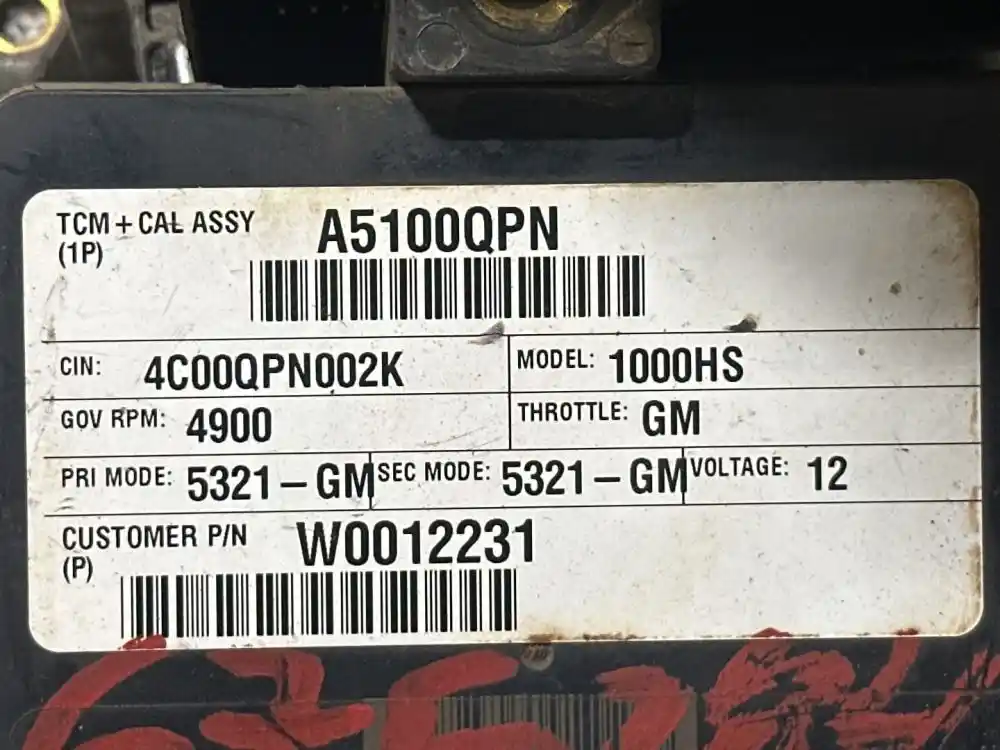 TCM + CAL ASSY A5100QPN
(1P)
CIN: 4C00QPN002K MODEL: 1000HS
GOV RPM: 4900 THROTTLE: GM
PRI MODE: 5321 – GM SEC MODE: 5321 – GM VOLTAGE: 12
CUSTOMER P/N W0012231
(P)